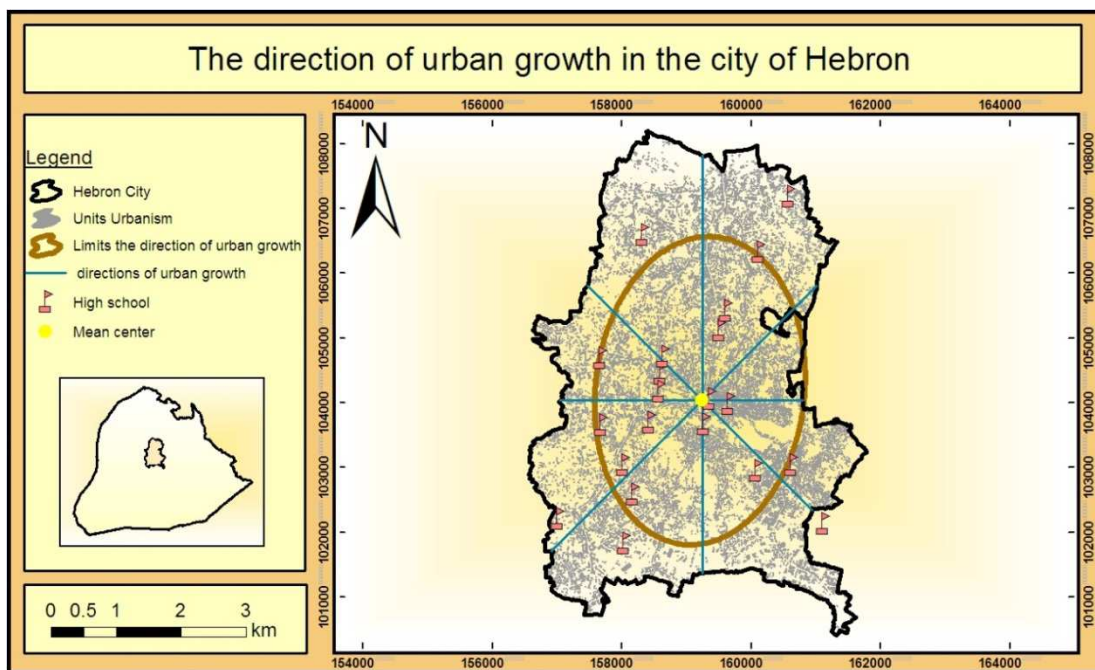 The direction of urban growth in the city of Hebron
Legend
Hebron City
Units Urbanism
Limits the direction of urban growth
directions of urban growth
High school
Mean center
0 0.5 1 2 3
km
154000 156000 158000 160000 162000 164000
N
108000
107000
106000
105000
104000
103000
102000
101000
108000
107000
106000
105000
104000
103000
102000
101000
154000 156000 158000 160000 162000 164000